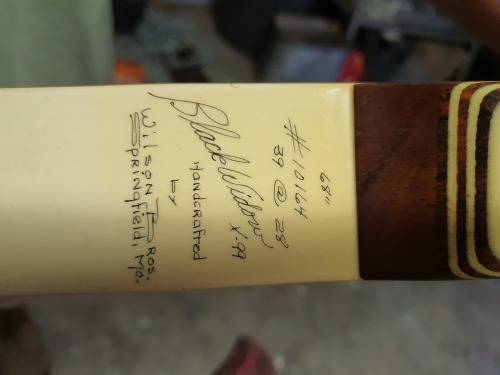 68"
#10164
39 @ 28
Black Widow
X-99
Handcrafted
by
Wilson Bros.
Springfield, Mo.